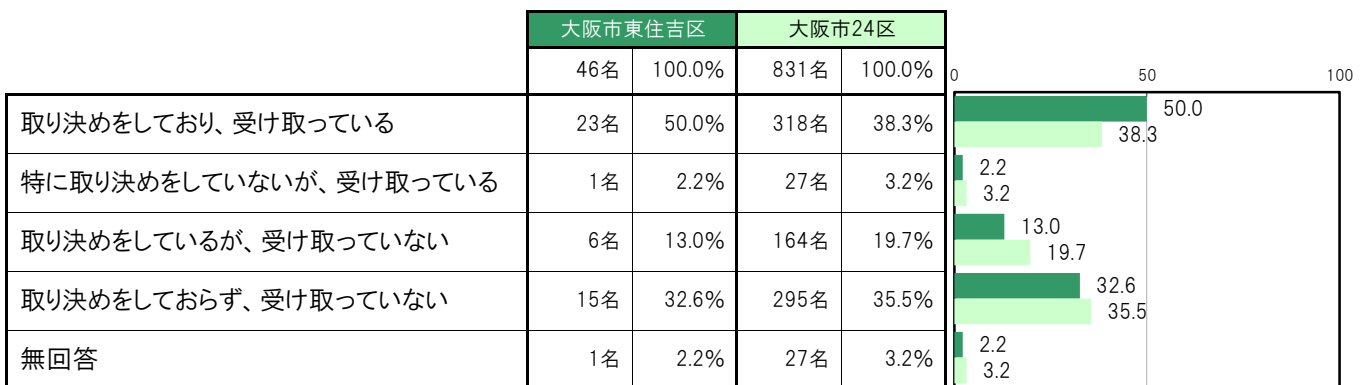 大阪市東住吉区 大阪市24区
46名 100.0% 831名 100.0%
0 50 100
取り決めをしており、受け取っている 23名 50.0% 318名 38.3%
50.0
38.3
特に取り決めをしていないが、受け取っている 1名 2.2% 27名 3.2%
2.2
3.2
取り決めをしているが、受け取っていない 6名 13.0% 164名 19.7%
13.0
19.7
取り決めをしておらず、受け取っていない 15名 32.6% 295名 35.5%
32.6
35.5
無回答 1名 2.2% 27名 3.2%
2.2
3.2